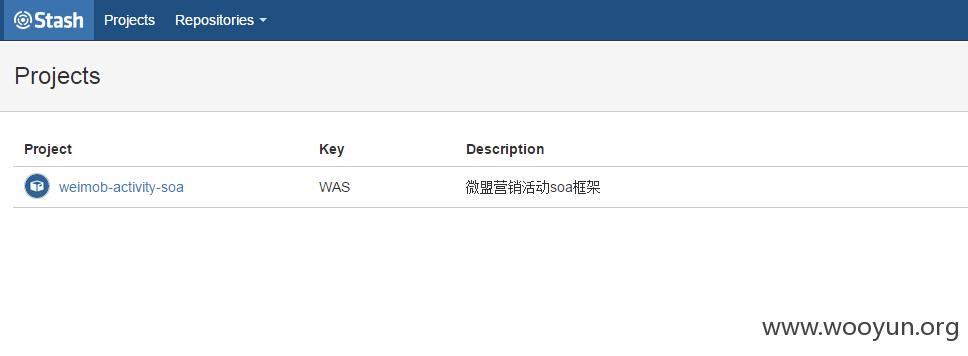 Stash Projects Repositories
Projects
Project Key Description
weimob-activity-soa WAS 微盟营销活动soa框架
www.wooyun.org